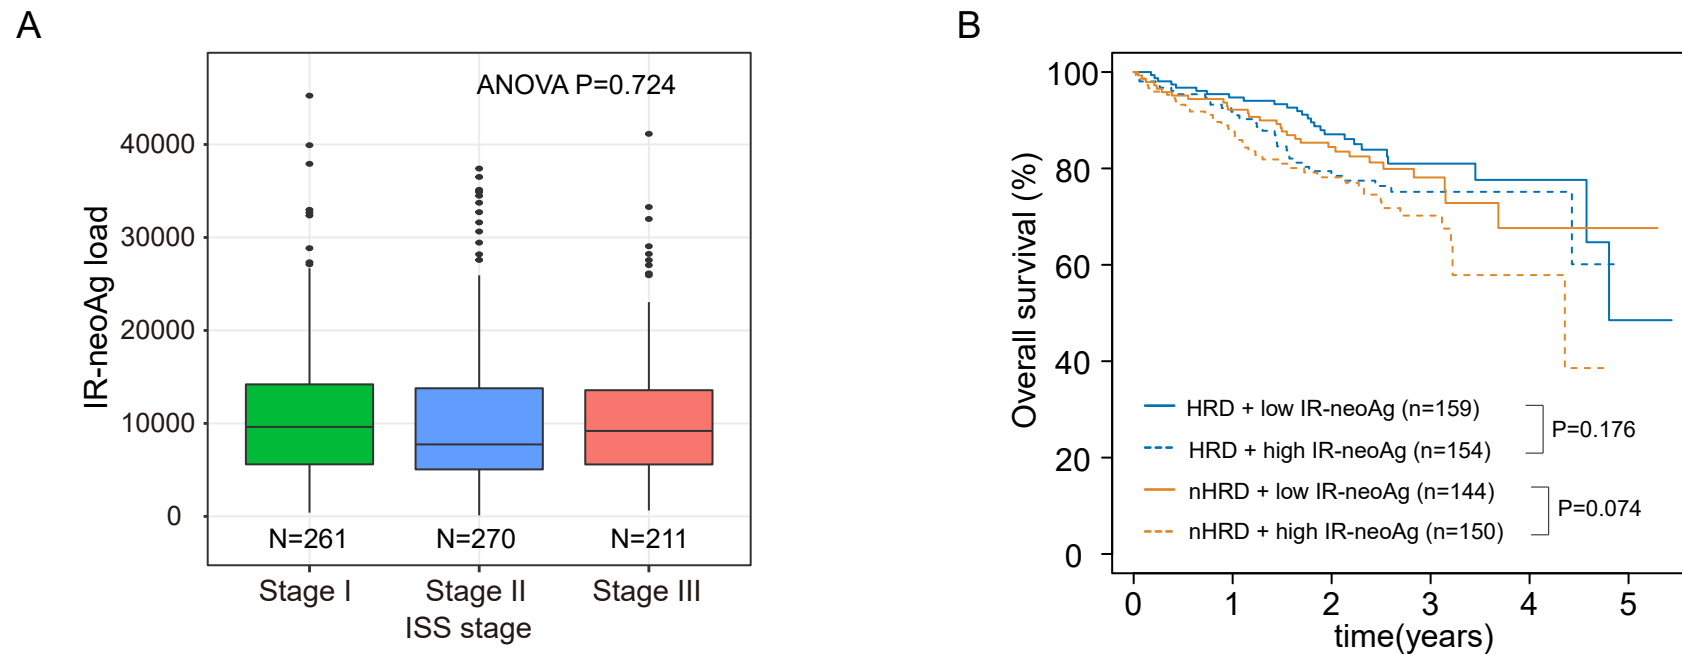 A
ANOVA P=0.724
IR-neoAg load
40000
30000
20000
10000
0
N=261
N=270
N=211
Stage I
Stage II
Stage III
ISS stage
B
Overall survival (%)
100
80
60
40
20
0
HRD + low IR-neoAg (n=159)
HRD + high IR-neoAg (n=154)
P=0.176
nHRD + low IR-neoAg (n=144)
nHRD + high IR-neoAg (n=150)
P=0.074
0 1 2 3 4 5
time(years)